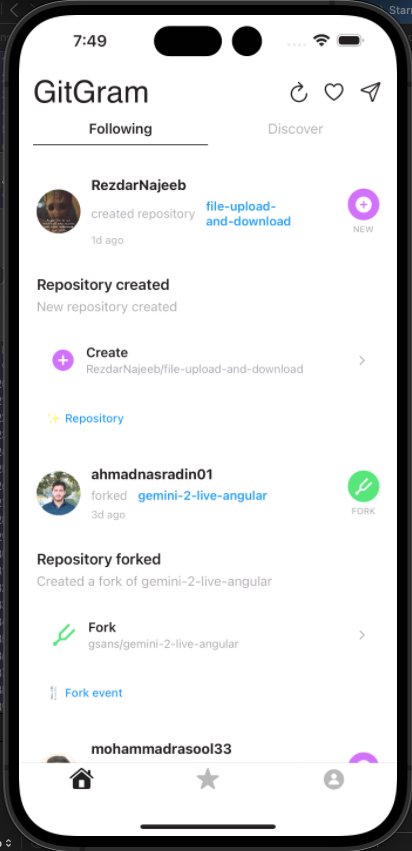 Star
7:49
GitGram
Following
Discover
RezdarNajeeb
created repository file-upload-
and-download
1d ago
NEW
Repository created
New repository created
Create
RezdarNajeeb/file-upload-and-download
✨ Repository
ahmadnasradin01
forked gemini-2-live-angular
3d ago
FORK
Repository forked
Created a fork of gemini-2-live-angular
Fork
gsans/gemini-2-live-angular
🍴 Fork event
mohammadrasool33